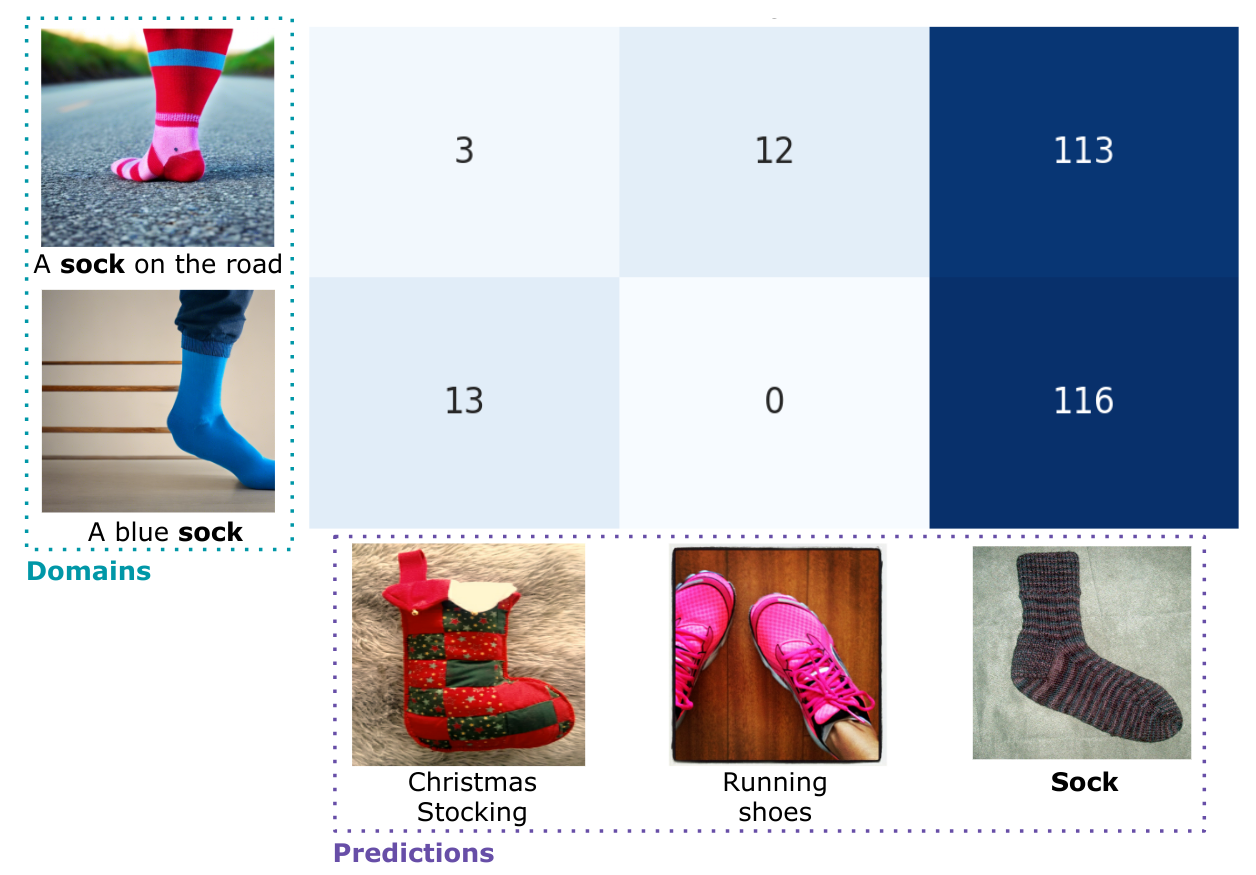 3
12
113
A sock on the road
13
0
116
A blue sock
Domains
Christmas
Stocking
Running
shoes
Sock
Predictions